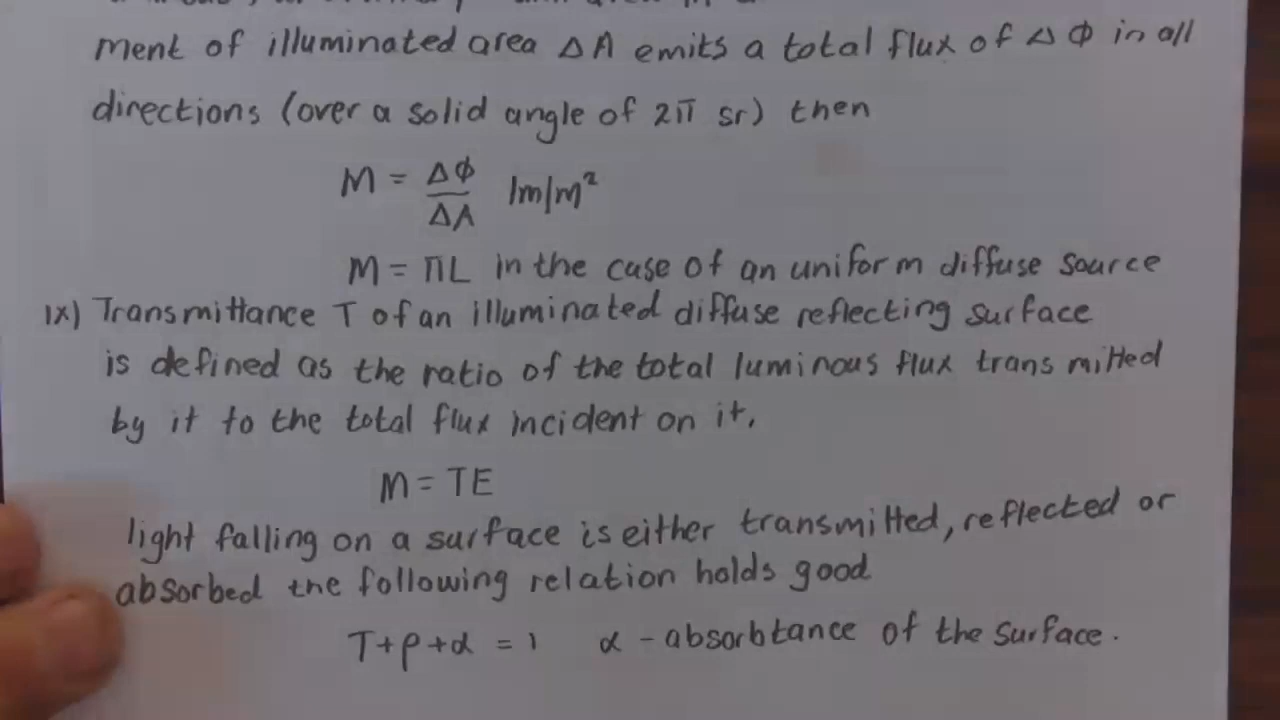 ment of illuminated area ΔA emits a total flux of ΔΦ in all
directions (over a solid angle of 2π sr) then
M = ΔΦ/ΔA lm/m²
M = πL in the case of an uniform diffuse source
ix) Transmittance T of an illuminated diffuse reflecting surface
is defined as the ratio of the total luminous flux transmitted
by it to the total flux incident on it.
M = TE
light falling on a surface is either transmitted, reflected or
absorbed the following relation holds good
T+ρ+α = 1 α - absorbtance of the surface.